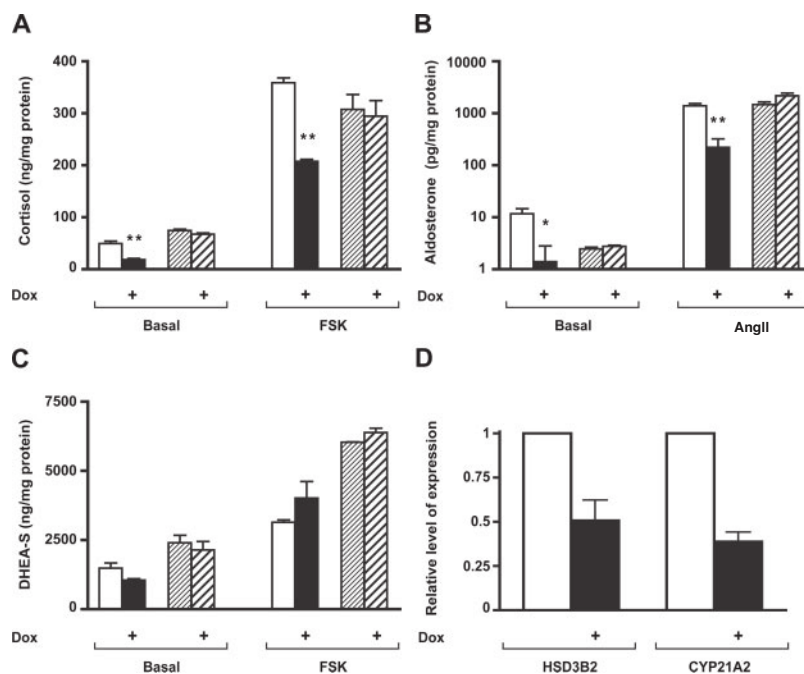 A
Cortisol (ng/mg protein)
400
300
200
100
0
**
**
Dox + + + +
Basal FSK
B
Aldosterone (pg/mg protein)
10000
1000
100
10
1
*
**
Dox + + + +
Basal AngII
C
DHEA-S (ng/mg protein)
7500
5000
2500
0
Dox + + + +
Basal FSK
D
Relative level of expression
1
0.75
0.5
0.25
0
Dox + +
HSD3B2 CYP21A2